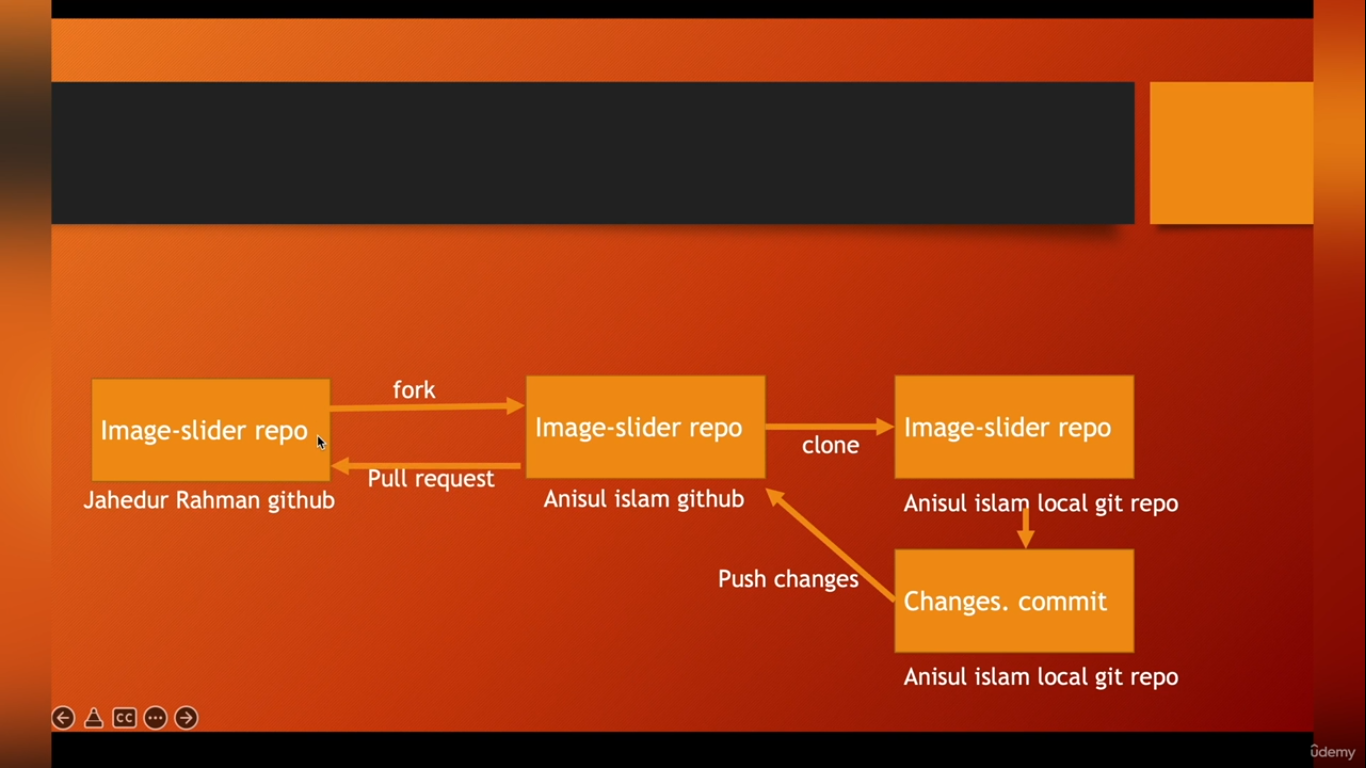 fork
Image-slider repo
Image-slider repo
Image-slider repo
clone
Pull request
Jahedur Rahman github
Anisul islam github
Anisul islam local git repo
Push changes
Changes. commit
Anisul islam local git repo
CC
ûdemy